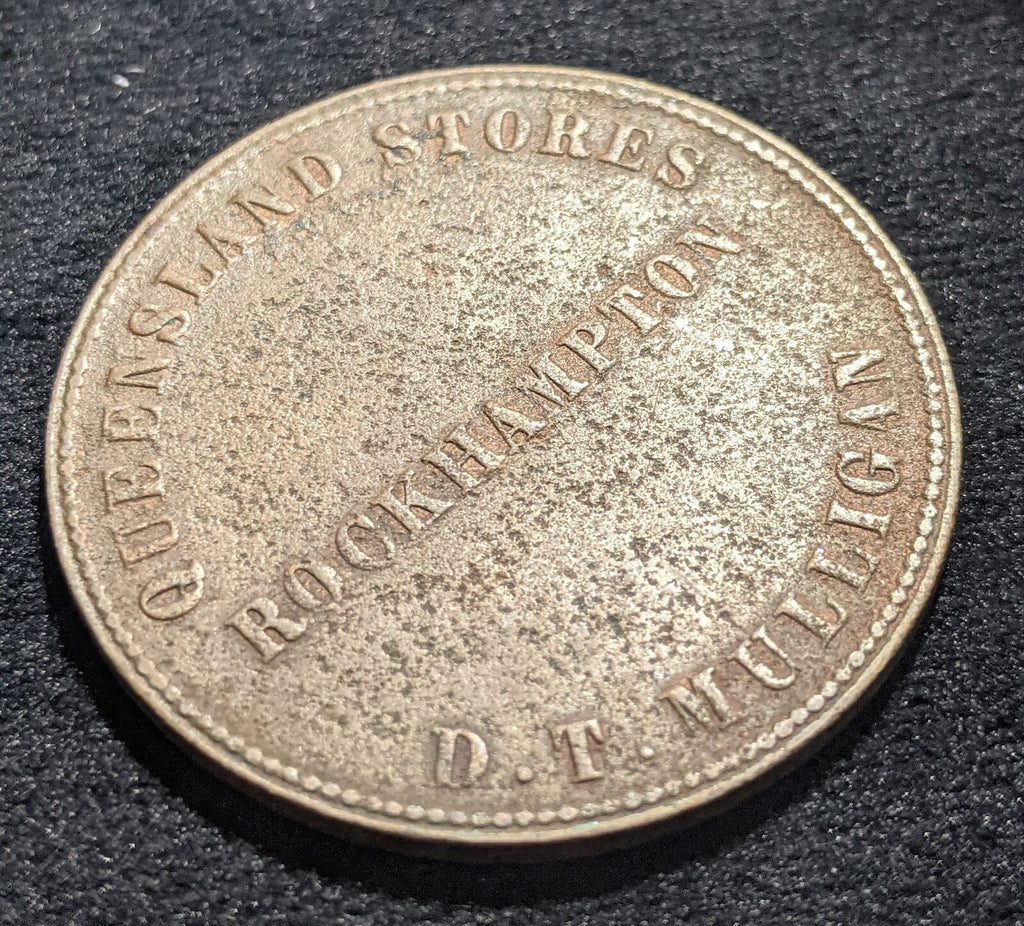 QUEENSLAND STORES
ROCKHAMPTON
D.T.MULLIGAN